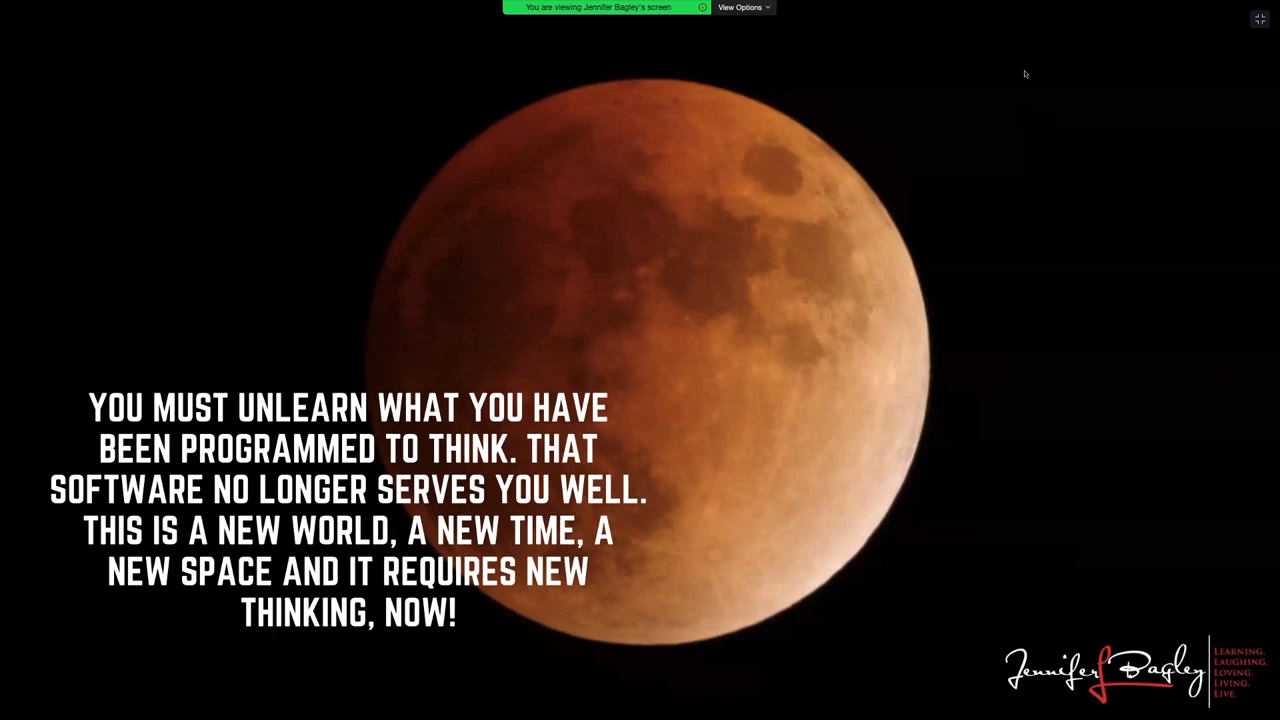 You are viewing Jennifer Bagley's screen
View Options
YOU MUST UNLEARN WHAT YOU HAVE
BEEN PROGRAMMED TO THINK. THAT
SOFTWARE NO LONGER SERVES YOU WELL.
THIS IS A NEW WORLD, A NEW TIME, A
NEW SPACE AND IT REQUIRES NEW
THINKING, NOW!
Jennifer Bagley
LEARNING.
LAUGHING.
LOVING.
LIVING.
LIVE.